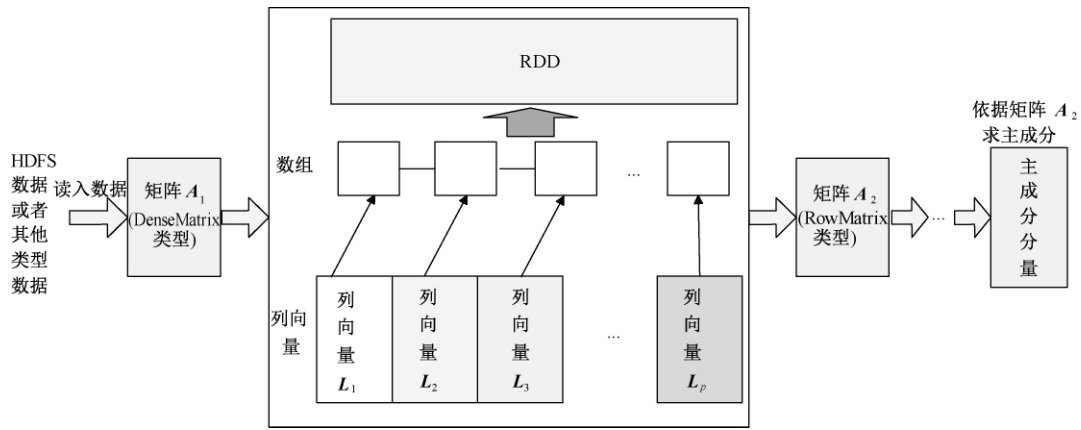 HDFS
数据
或者
其他
类型
数据
读入数据
矩阵 A1
(DenseMatrix
类型)
RDD
数组
...
列向
量
列向量 L1
列向量 L2
列向量 L3
...
列向量 Lp
矩阵 A2
(RowMatrix
类型)
...
依据矩阵 A2
求主成分
主成分分量